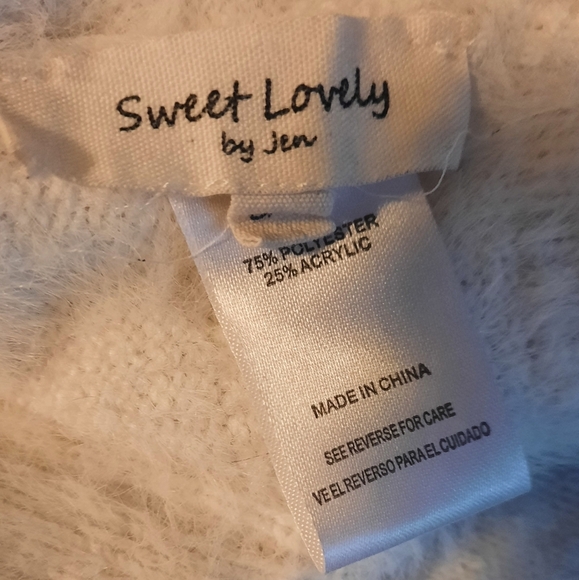 Sweet Lovely
by Jen
75% POLYESTER
25% ACRYLIC
MADE IN CHINA
SEE REVERSE FOR CARE
VE EL REVERSO PARA EL CUIDADO